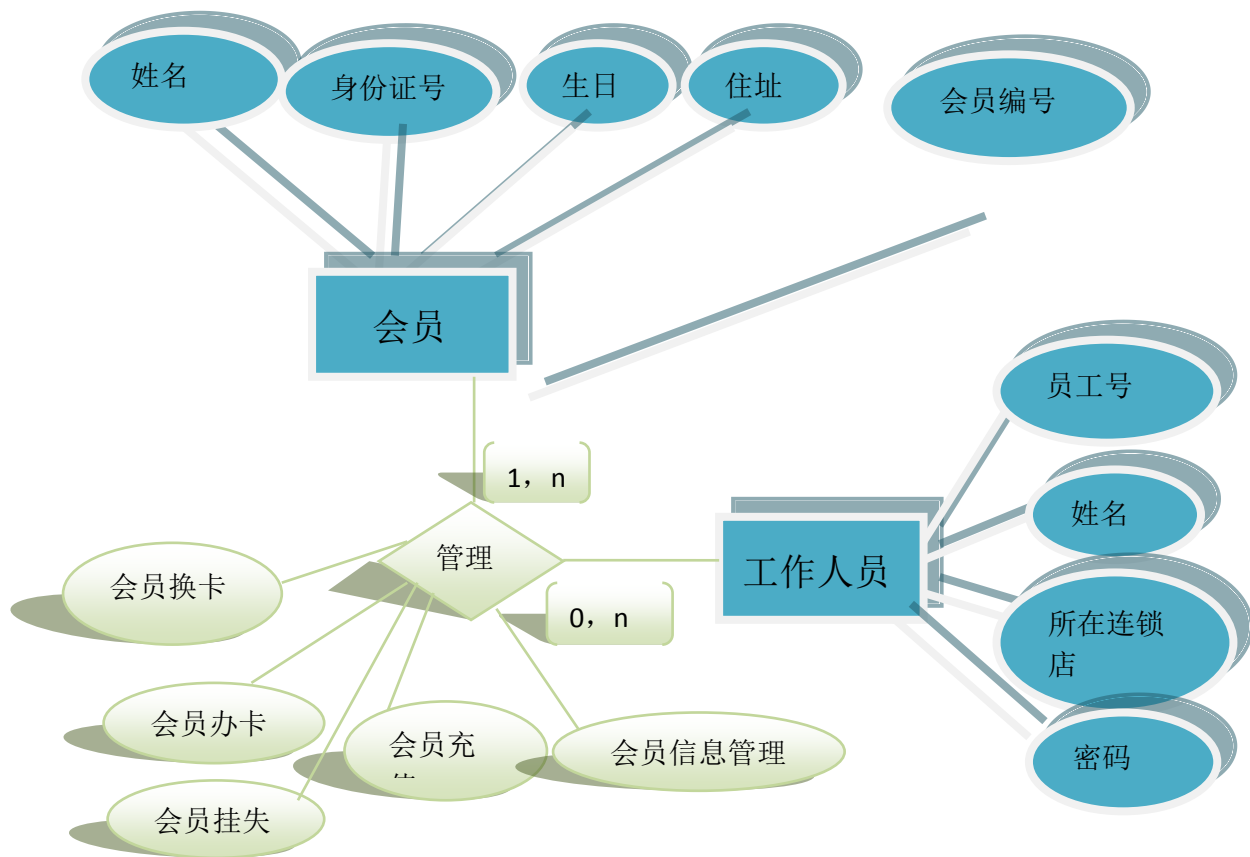 姓名
身份证号
生日
住址
会员编号
会员
员工号
1，n
姓名
管理
工作人员
会员换卡
0，n
所在连锁
店
会员办卡
会员充
会员信息管理
密码
会员挂失